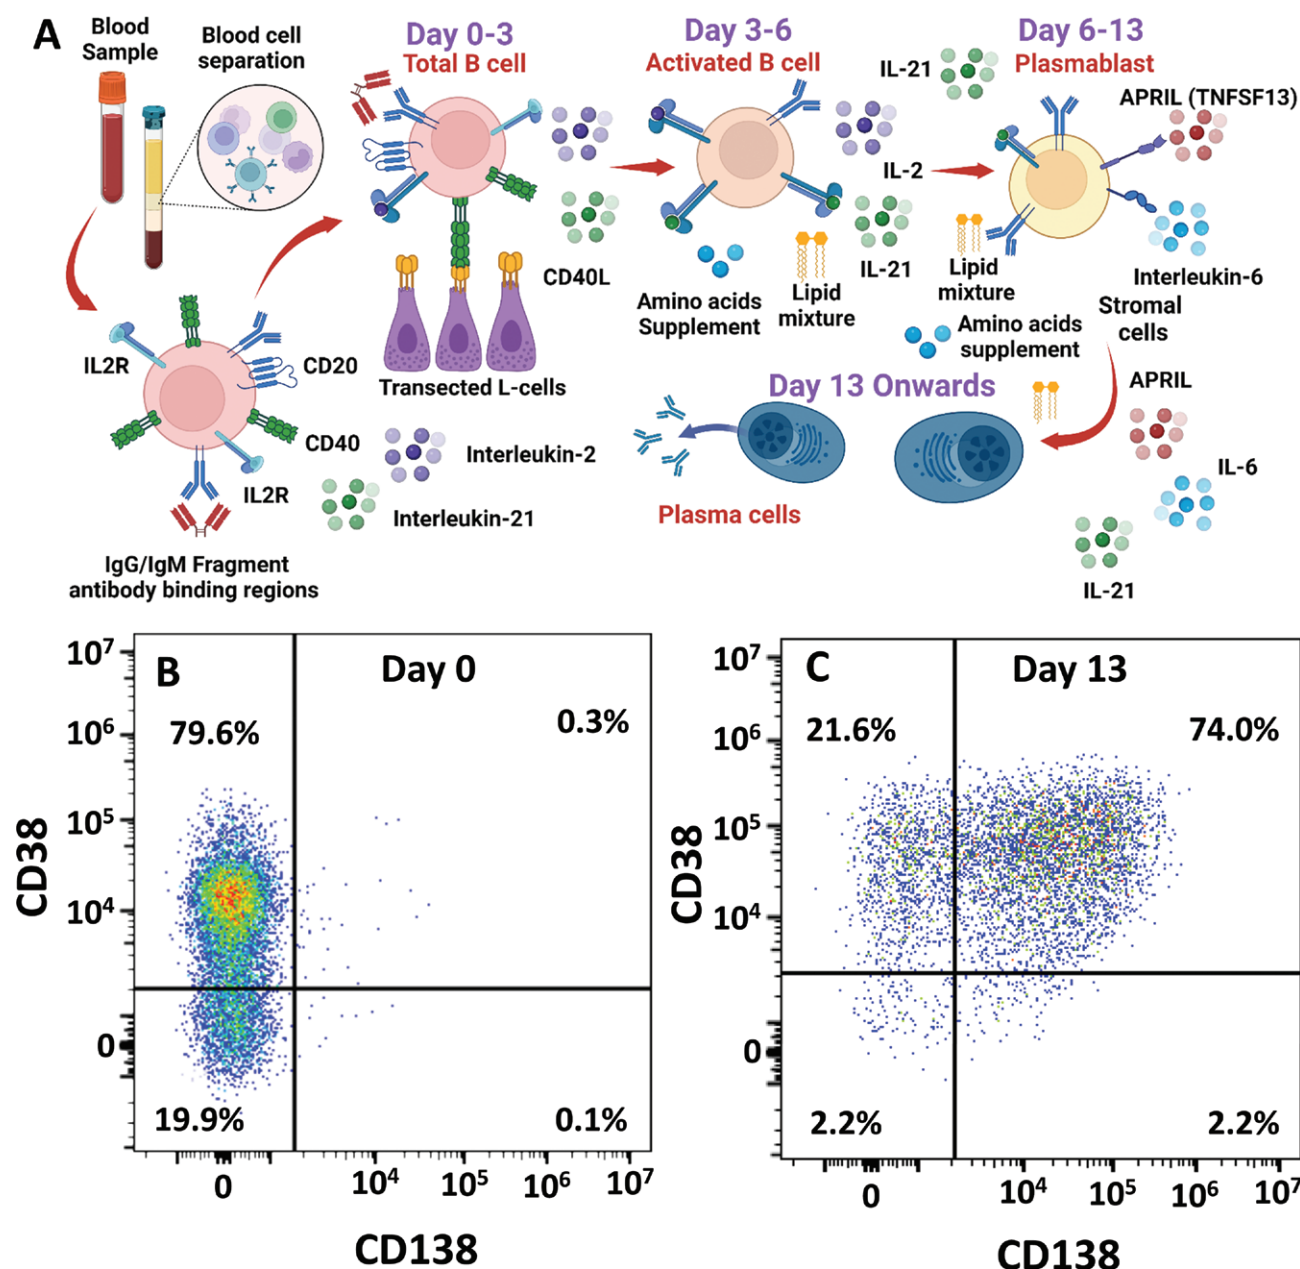 A
Blood
Sample
Blood cell
separation
Day 0-3
Total B cell
Day 3-6
Activated B cell
Day 6-13
Plasmablast
IL-21
APRIL (TNFSF13)
IL-2
CD40L
IL-21
Amino acids
Supplement
Lipid
mixture
Lipid
mixture
Interleukin-6
Amino acids
supplement
Stromal
cells
Transected L-cells
IL2R
CD20
CD40
IL2R
IgG/IgM Fragment
antibody binding regions
Interleukin-2
Interleukin-21
Day 13 Onwards
Plasma cells
APRIL
IL-6
IL-21
B
Day 0
79.6%
0.3%
19.9%
0.1%
10⁷
10⁶
10⁵
10⁴
0
CD38
0
10⁴
10⁵
10⁶
10⁷
CD138
C
Day 13
21.6%
74.0%
2.2%
2.2%
10⁷
10⁶
10⁵
10⁴
0
CD38
0
10⁴
10⁵
10⁶
10⁷
CD138